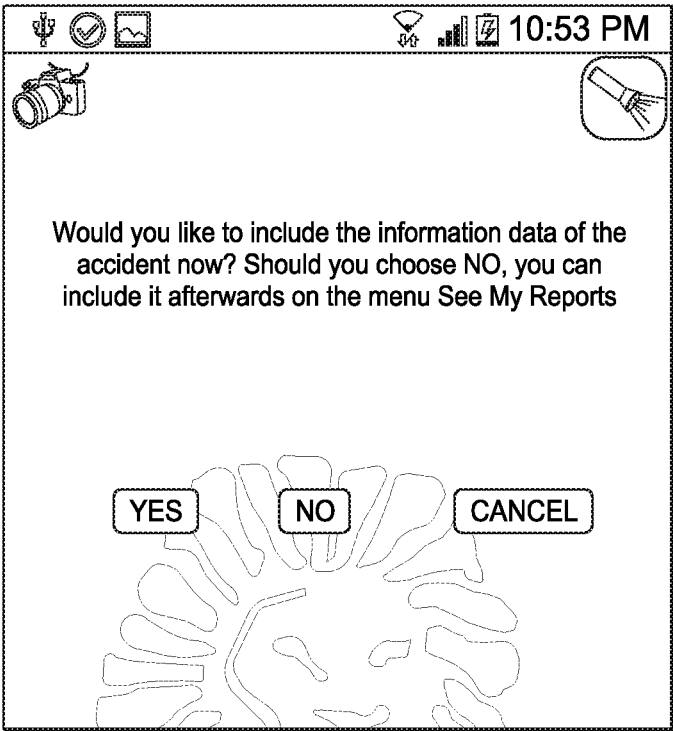 10:53 PM
Would you like to include the information data of the
accident now? Should you choose NO, you can
include it afterwards on the menu See My Reports
YES NO CANCEL